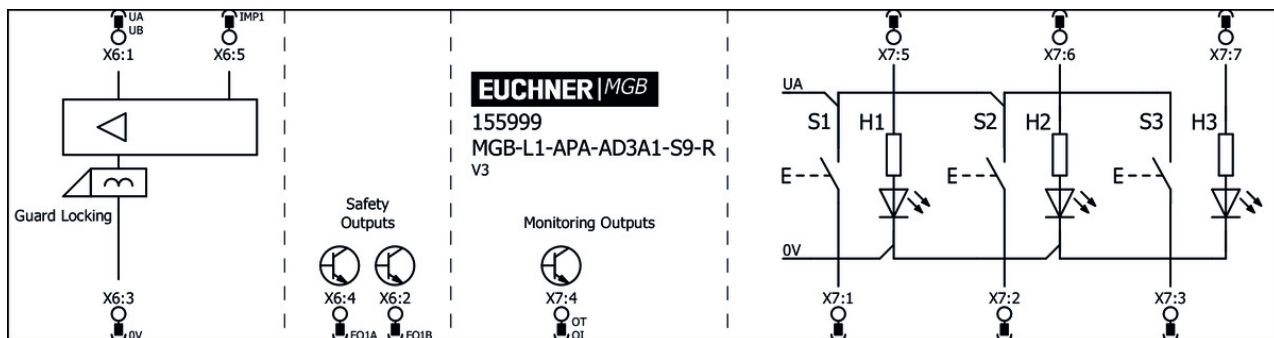 UA
UB
IMP1
X6:1
X6:5
Guard Locking
X6:3
0V
Safety
Outputs
X6:4
X6:2
FO1A
FO1B
EUCHNER|MGB
155999
MGB-L1-APA-AD3A1-S9-R
V3
Monitoring Outputs
X7:4
OT
OI
X7:5
X7:6
X7:7
UA
S1
H1
S2
H2
S3
H3
E
E
E
0V
X7:1
X7:2
X7:3